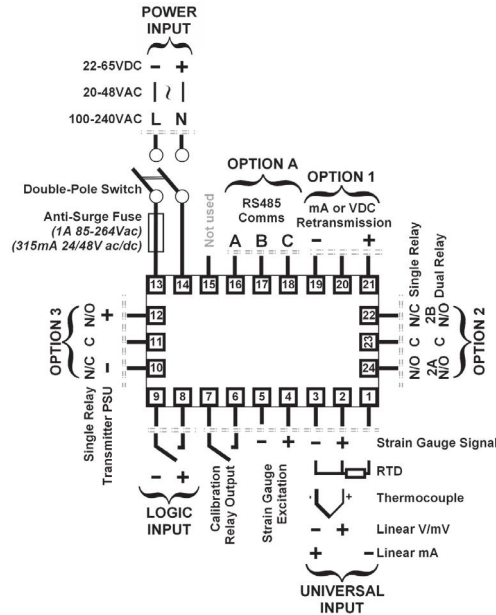 POWER
INPUT
22-65VDC − +
20-48VAC | ~ |
100-240VAC L N
Double-Pole Switch
Anti-Surge Fuse
(1A 85-264Vac)
(315mA 24/48V ac/dc)
Not used
OPTION A
RS485
Comms
A B C
OPTION 1
mA or VDC
Retransmission
− +
13 14 15 16 17 18 19 20 21
OPTION 3
Single Relay
N/O C N/C
Transmitter PSU
+ −
12
11
10
22
23
24
Single Relay
N/C C N/O
Dual Relay
2B 2A
N/O C N/O
OPTION 2
9 8 7 6 5 4 3 2 1
− +
LOGIC
INPUT
Calibration
Relay Output
− +
Strain Gauge
Excitation
− + Strain Gauge Signal
RTD
- + Thermocouple
− + Linear V/mV
+ − Linear mA
UNIVERSAL
INPUT